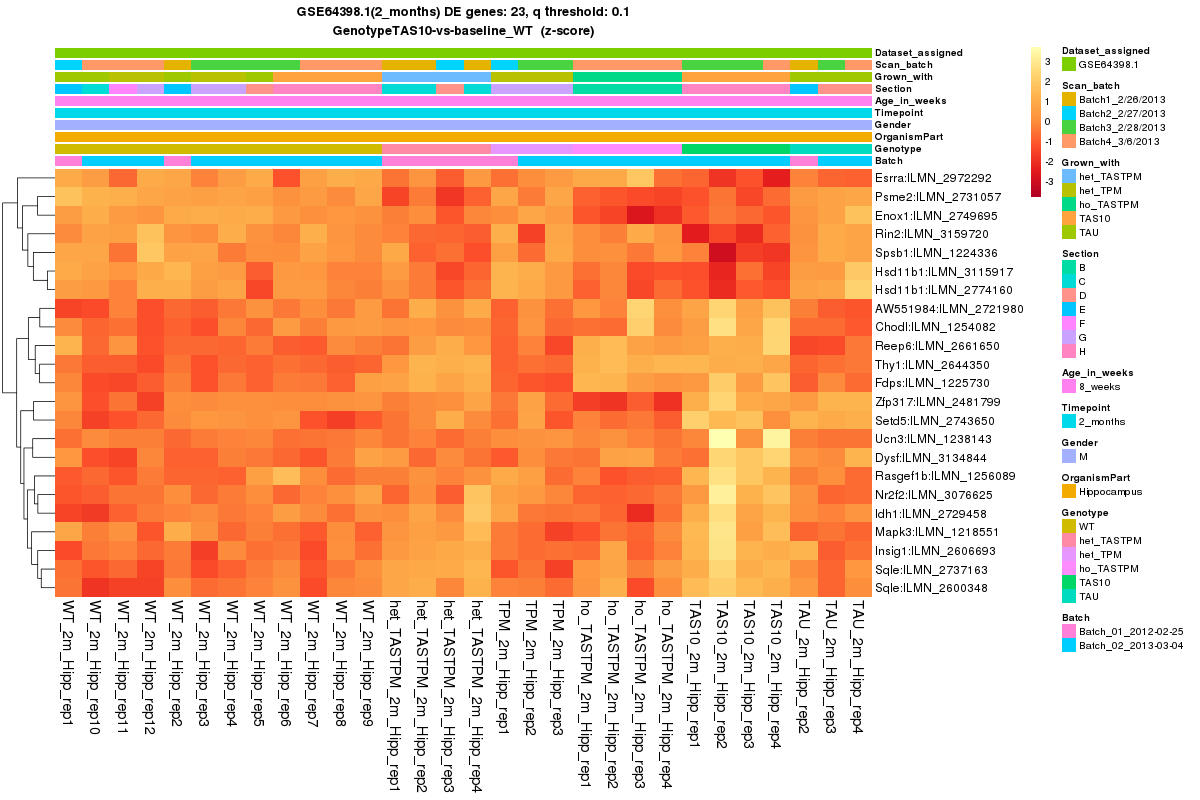 GSE64398.1(2_months) DE genes: 23, q threshold: 0.1
GenotypeTAS10-vs-baseline_WT (z-score)
Dataset_assigned
Scan_batch
Grown_with
Section
Age_in_weeks
Timepoint
Gender
OrganismPart
Genotype
Batch
Esrra:ILMN_2972292
Psme2:ILMN_2731057
Enox1:ILMN_2749695
Rin2:ILMN_3159720
Spsb1:ILMN_1224336
Hsd11b1:ILMN_3115917
Hsd11b1:ILMN_2774160
AW551984:ILMN_2721980
Chodl:ILMN_1254082
Reep6:ILMN_2661650
Thy1:ILMN_2644350
Fdps:ILMN_1225730
Zfp317:ILMN_2481799
Setd5:ILMN_2743650
Ucn3:ILMN_1238143
Dysf:ILMN_3134844
Rasgef1b:ILMN_1256089
Nr2f2:ILMN_3076625
Idh1:ILMN_2729458
Mapk3:ILMN_1218551
Insig1:ILMN_2606693
Sqle:ILMN_2737163
Sqle:ILMN_2600348
WT_2m_Hipp_rep1
WT_2m_Hipp_rep10
WT_2m_Hipp_rep11
WT_2m_Hipp_rep12
WT_2m_Hipp_rep2
WT_2m_Hipp_rep3
WT_2m_Hipp_rep4
WT_2m_Hipp_rep5
WT_2m_Hipp_rep6
WT_2m_Hipp_rep7
WT_2m_Hipp_rep8
WT_2m_Hipp_rep9
het_TASTPM_2m_Hipp_rep1
het_TASTPM_2m_Hipp_rep2
het_TASTPM_2m_Hipp_rep3
het_TASTPM_2m_Hipp_rep4
TPM_2m_Hipp_rep1
TPM_2m_Hipp_rep2
TPM_2m_Hipp_rep3
ho_TASTPM_2m_Hipp_rep1
ho_TASTPM_2m_Hipp_rep2
ho_TASTPM_2m_Hipp_rep3
ho_TASTPM_2m_Hipp_rep4
TAS10_2m_Hipp_rep1
TAS10_2m_Hipp_rep2
TAS10_2m_Hipp_rep3
TAS10_2m_Hipp_rep4
TAU_2m_Hipp_rep2
TAU_2m_Hipp_rep3
TAU_2m_Hipp_rep4
3
2
1
0
-1
-2
-3
Dataset_assigned
GSE64398.1
Scan_batch
Batch1_2/26/2013
Batch2_2/27/2013
Batch3_2/28/2013
Batch4_3/6/2013
Grown_with
het_TASTPM
het_TPM
ho_TASTPM
TAS10
TAU
Section
B
C
D
E
F
G
H
Age_in_weeks
8_weeks
Timepoint
2_months
Gender
M
OrganismPart
Hippocampus
Genotype
WT
het_TASTPM
het_TPM
ho_TASTPM
TAS10
TAU
Batch
Batch_01_2012-02-25
Batch_02_2013-03-04